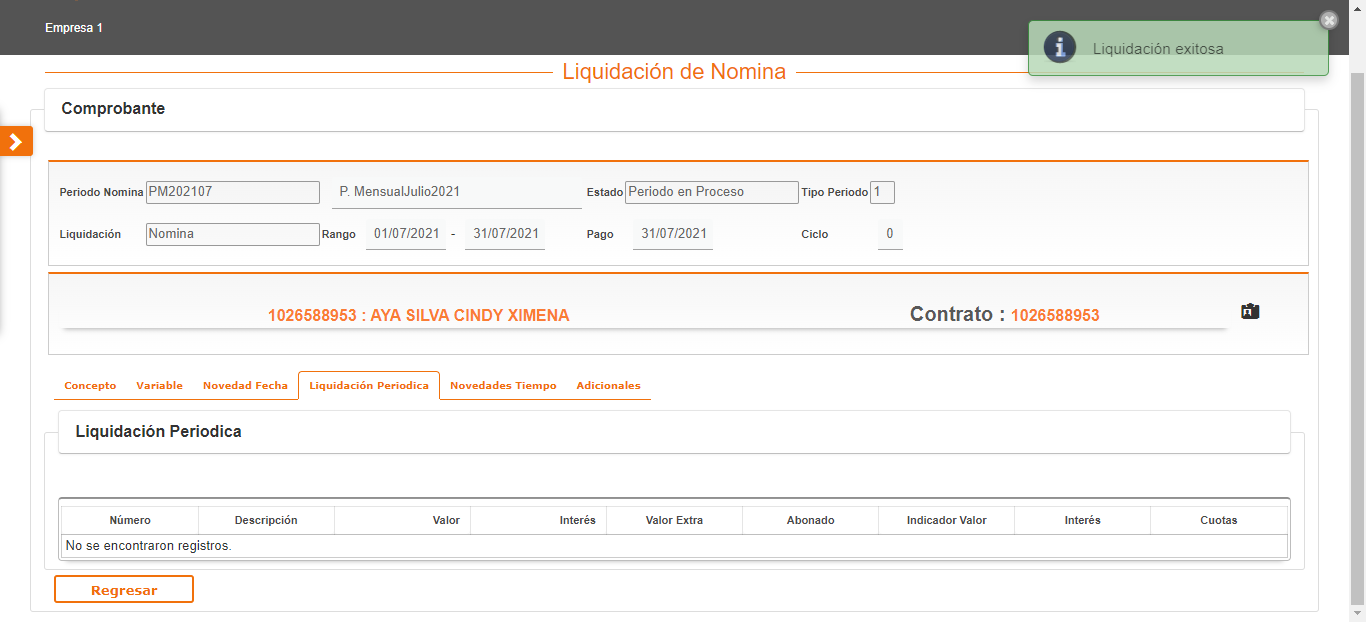 Empresa 1
Liquidación exitosa
Liquidación de Nomina
Comprobante
Periodo Nomina PM202107 P. MensualJulio2021 Estado Periodo en Proceso Tipo Periodo 1
Liquidación Nomina Rango 01/07/2021 - 31/07/2021 Pago 31/07/2021 Ciclo 0
1026588953 : AYA SILVA CINDY XIMENA Contrato : 1026588953
Concepto Variable Novedad Fecha Liquidación Periodica Novedades Tiempo Adicionales
Liquidación Periodica
Número Descripción Valor Interés Valor Extra Abonado Indicador Valor Interés Cuotas
No se encontraron registros.
Regresar